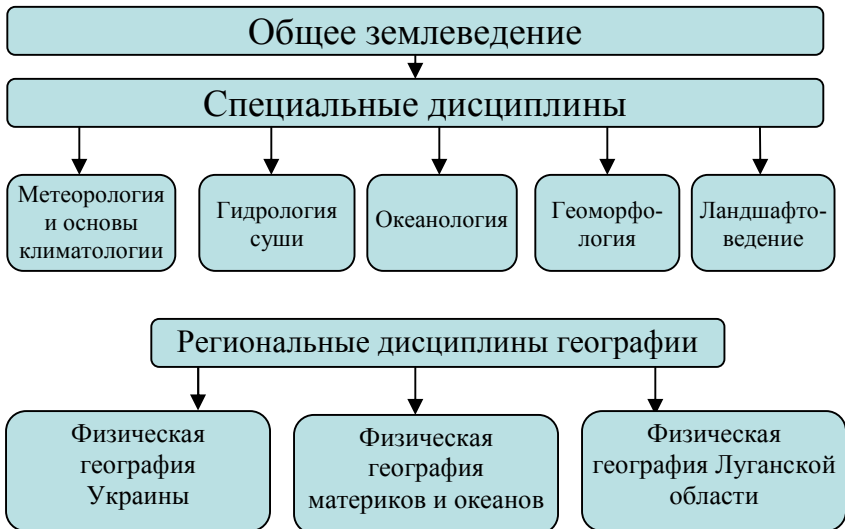 Общее землеведение
Специальные дисциплины
Метеорология
и основы
климатологии
Гидрология
суши
Океанология
Геоморфо-
логия
Ландшафто-
ведение
Региональные дисциплины географии
Физическая
география
Украины
Физическая
география
материков и океанов
Физическая
география Луганской
области